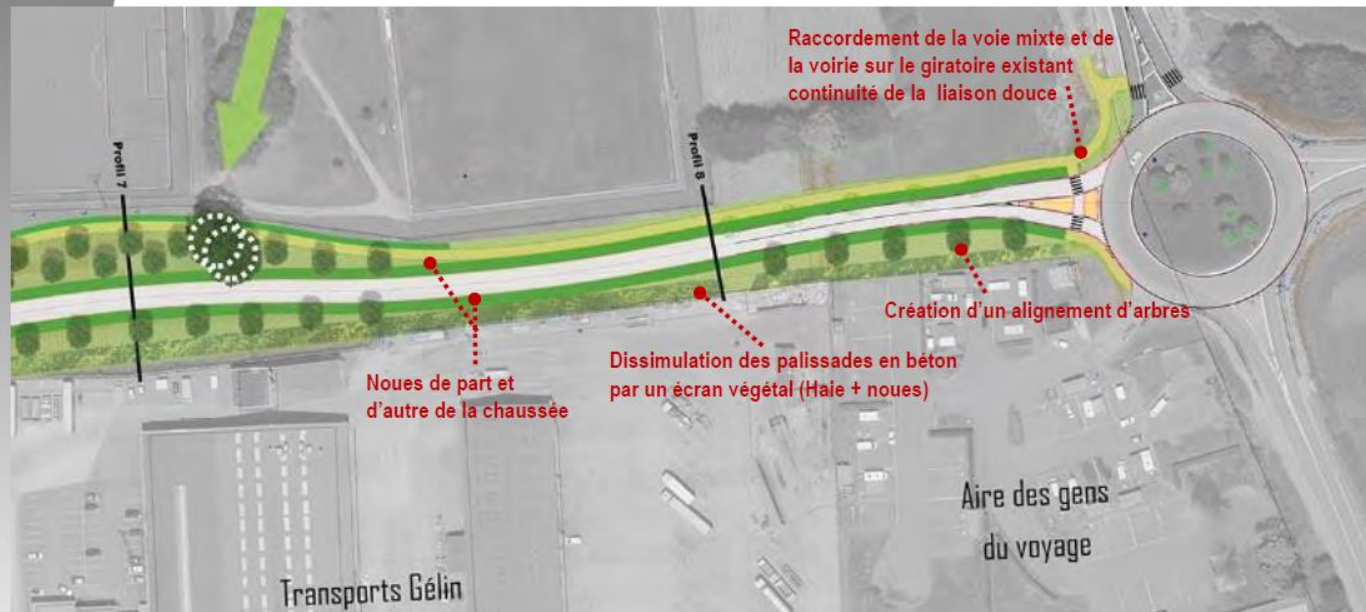 Raccordement de la voie mixte et de
la voirie sur le giratoire existant
continuité de la liaison douce
Profil 7
Profil 8
Création d'un alignement d'arbres
Dissimulation des palissades en béton
par un écran végétal (Haie + noues)
Noues de part et
d'autre de la chaussée
Aire des gens
du voyage
Transports Gélin